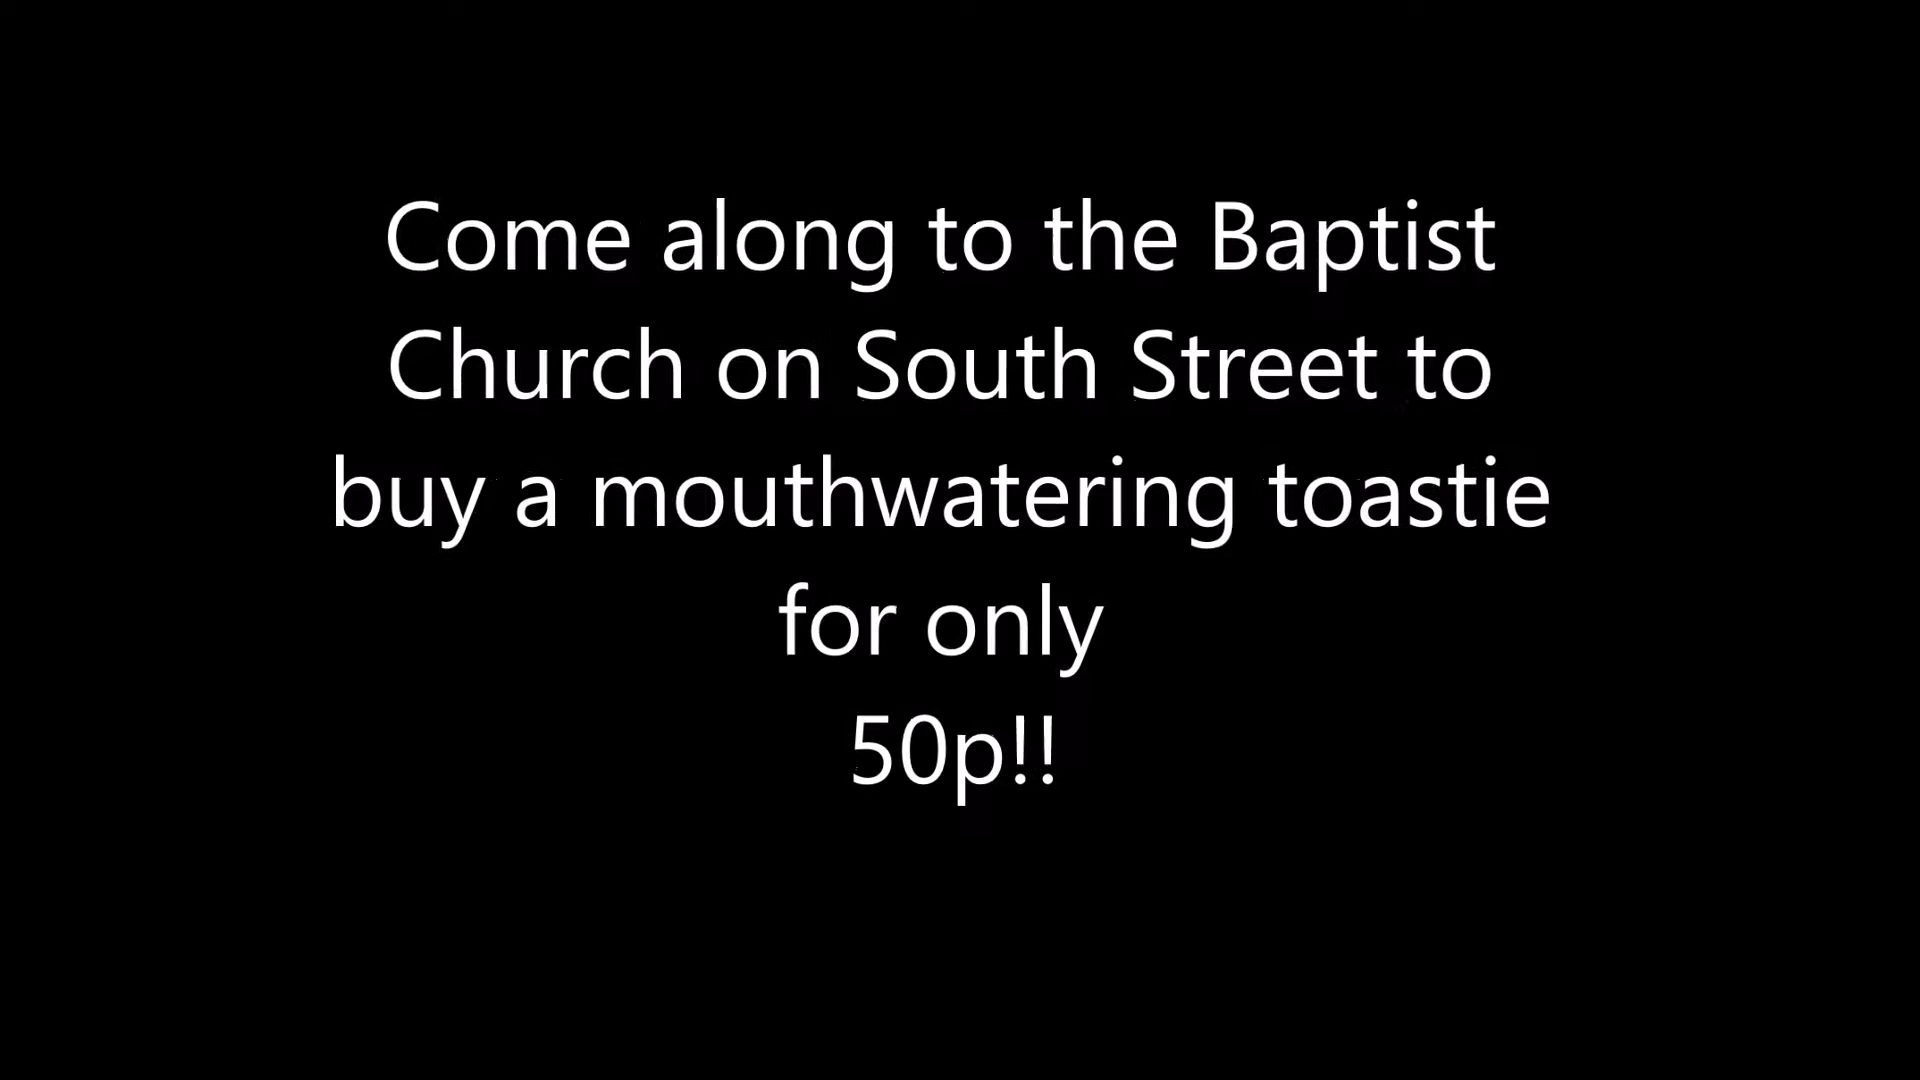 Come along to the Baptist
Church on South Street to
buy a mouthwatering toastie
for only
50p!!